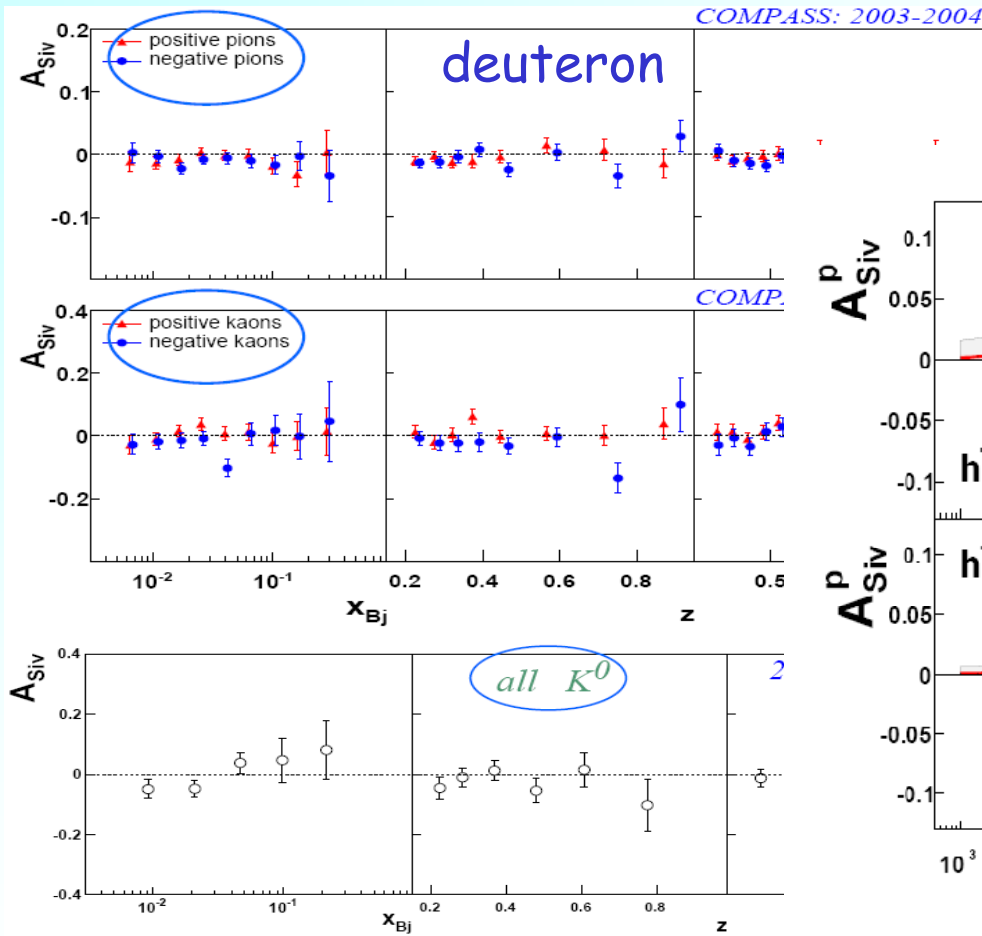 COMPASS: 2003-2004
positive pions
negative pions
deuteron
A_Siv
0.2
0.1
0
-0.1
COMPA
positive kaons
negative kaons
A_Siv
0.4
0.2
0
-0.2
10^-2 10^-1 0.2 0.4 0.6 0.8 0.5
x_Bj z
all K^0
2
A_Siv
0.4
0.2
0
-0.2
-0.4
10^-2 10^-1 0.2 0.4 0.6 0.8
x_Bj z
A^p_Siv
0.1
0.05
0
-0.05
-0.1
h
A^p_Siv
h
0.1
0.05
0
-0.05
-0.1
10^3